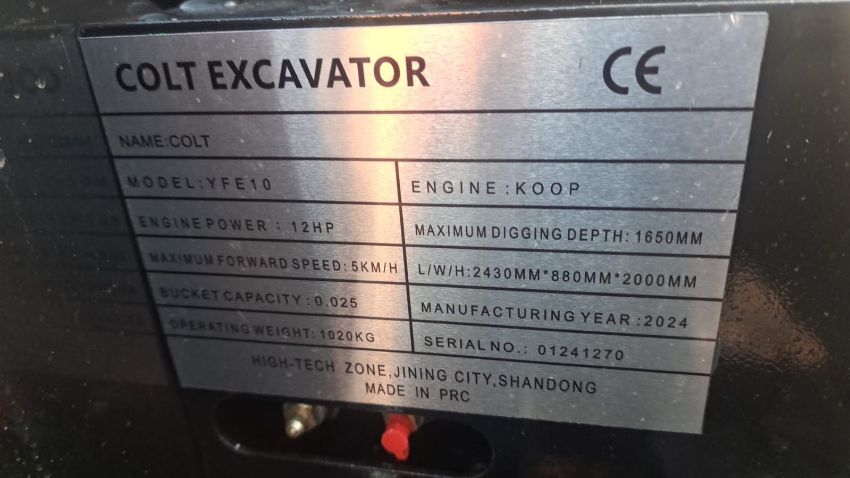 COLT EXCAVATOR CE
NAME:COLT
MODEL:YFE10 ENGINE:KOOP
ENGINE POWER: 12HP MAXIMUM DIGGING DEPTH: 1650MM
MAXIMUM FORWARD SPEED: 5KM/H L/W/H:2430MM*880MM*2000MM
BUCKET CAPACITY:0.025 MANUFACTURING YEAR:2024
OPERATING WEIGHT:1020KG SERIAL NO.: 01241270
HIGH-TECH ZONE,JINING CITY,SHANDONG
MADE IN PRC